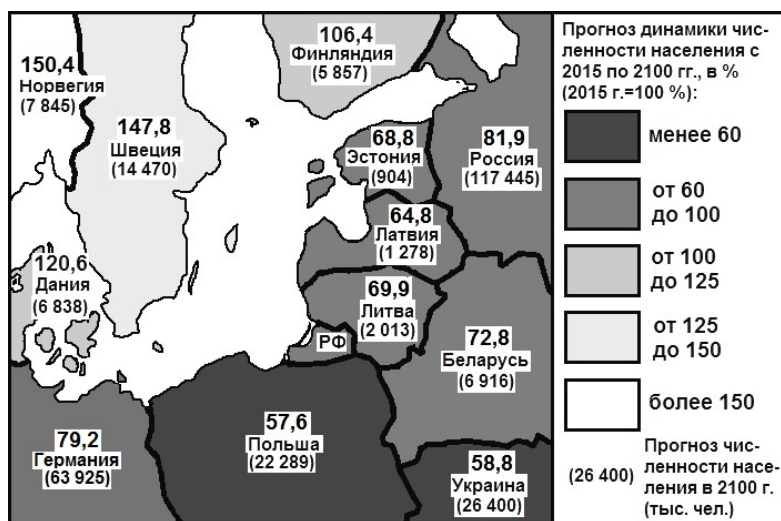 150,4
Норвегия
(7 845)
147,8
Швеция
(14 470)
106,4
Финляндия
(5 857)
68,8
Эстония
(904)
81,9
Россия
(117 445)
64,8
Латвия
(1 278)
120,6
Дания
(6 838)
69,9
Литва
(2 013)
РФ
72,8
Беларусь
(6 916)
79,2
Германия
(63 925)
57,6
Польша
(22 289)
58,8
Украина
(26 400)
Прогноз динамики чис-
ленности населения с
2015 по 2100 гг., в %
(2015 г.=100 %):
менее 60
от 60
до 100
от 100
до 125
от 125
до 150
более 150
(26 400)
Прогноз чис-
ленности насе-
ления в 2100 г.
(тыс. чел.)